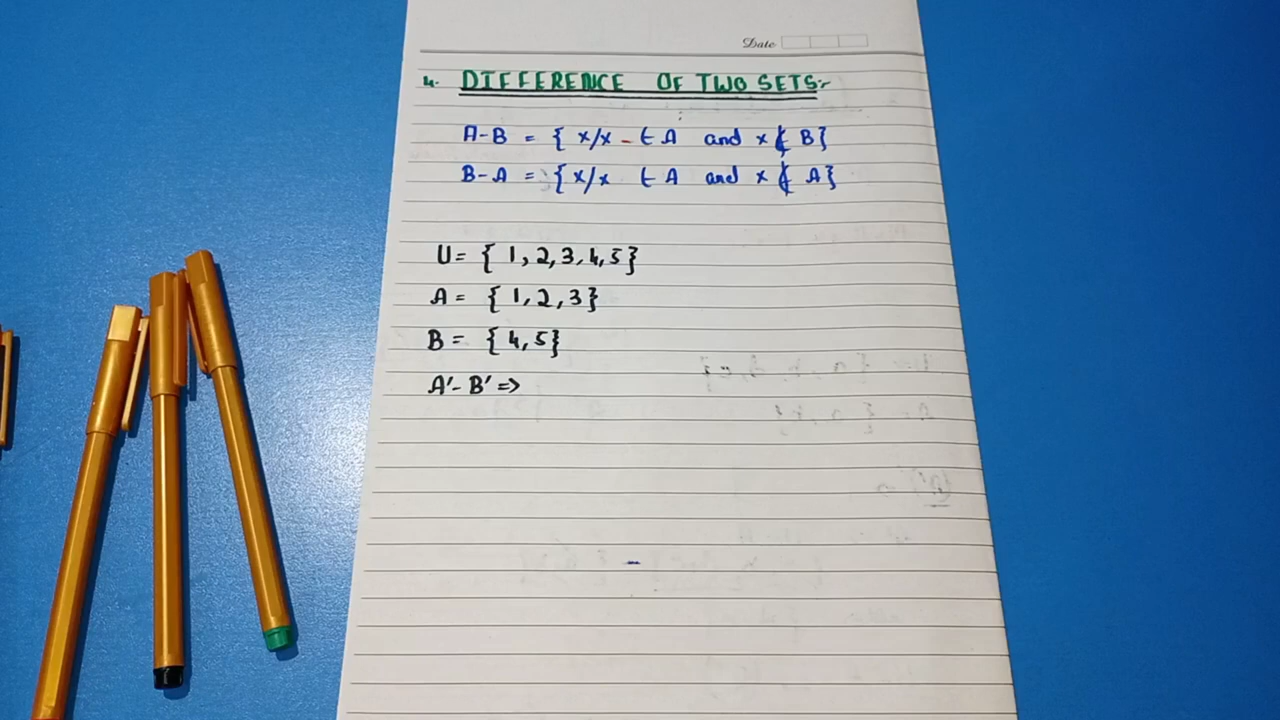 Date
4. DIFFERENCE OF TWO SETS:-
A-B = { x/x - ∈ A and x ∉ B}
B-A = {x/x ∈ A and x ∉ A}
U = { 1,2,3,4,5}
A = { 1,2,3}
B = {4,5}
A'- B' =>